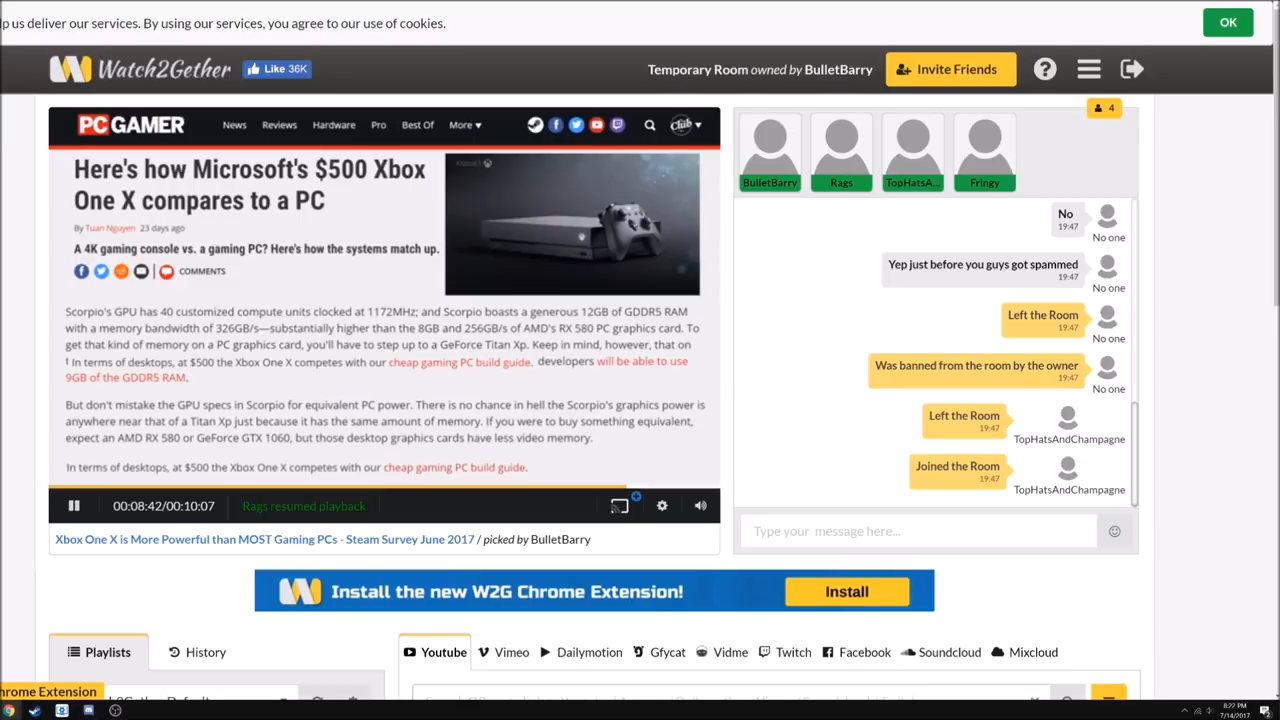 lp us deliver our services. By using our services, you agree to our use of cookies.
OK
Watch2Gether
Like 36K
Temporary Room owned by BulletBarry
Invite Friends
?
PC GAMER
News Reviews Hardware Pro Best Of More
club
4
Here's how Microsoft's $500 Xbox
One X compares to a PC
By Tuan Nguyen 23 days ago
A 4K gaming console vs. a gaming PC? Here's how the systems match up.
COMMENTS
Scorpio's GPU has 40 customized compute units clocked at 1172MHz; and Scorpio boasts a generous 12GB of GDDR5 RAM
with a memory bandwidth of 326GB/s—substantially higher than the 8GB and 256GB/s of AMD's RX 580 PC graphics card. To
get that kind of memory on a PC graphics card, you'll have to step up to a GeForce Titan Xp. Keep in mind, however, that on
In terms of desktops, at $500 the Xbox One X competes with our cheap gaming PC build guide. developers will be able to use
9GB of the GDDR5 RAM.
But don't mistake the GPU specs in Scorpio for equivalent PC power. There is no chance in hell the Scorpio's graphics power is
anywhere near that of a Titan Xp just because it has the same amount of memory. If you were to buy something equivalent,
expect an AMD RX 580 or GeForce GTX 1060, but those desktop graphics cards have less video memory.
In terms of desktops, at $500 the Xbox One X competes with our cheap gaming PC build guide.
00:08:42/00:10:07
Rags resumed playback
Xbox One X is More Powerful than MOST Gaming PCs - Steam Survey June 2017 / picked by BulletBarry
BulletBarry Rags TopHatsA... Fringy
No
19:47
No one
Yep just before you guys got spammed
19:47
No one
Left the Room
19:47
No one
Was banned from the room by the owner
19:47
No one
Left the Room
19:47
TopHatsAndChampagne
Joined the Room
19:47
TopHatsAndChampagne
Type your message here...
Install the new W2G Chrome Extension!
Install
Playlists
History
Youtube Vimeo Dailymotion Gfycat Vidme Twitch Facebook Soundcloud Mixcloud
hrome Extension
8:22 PM
7/14/2017